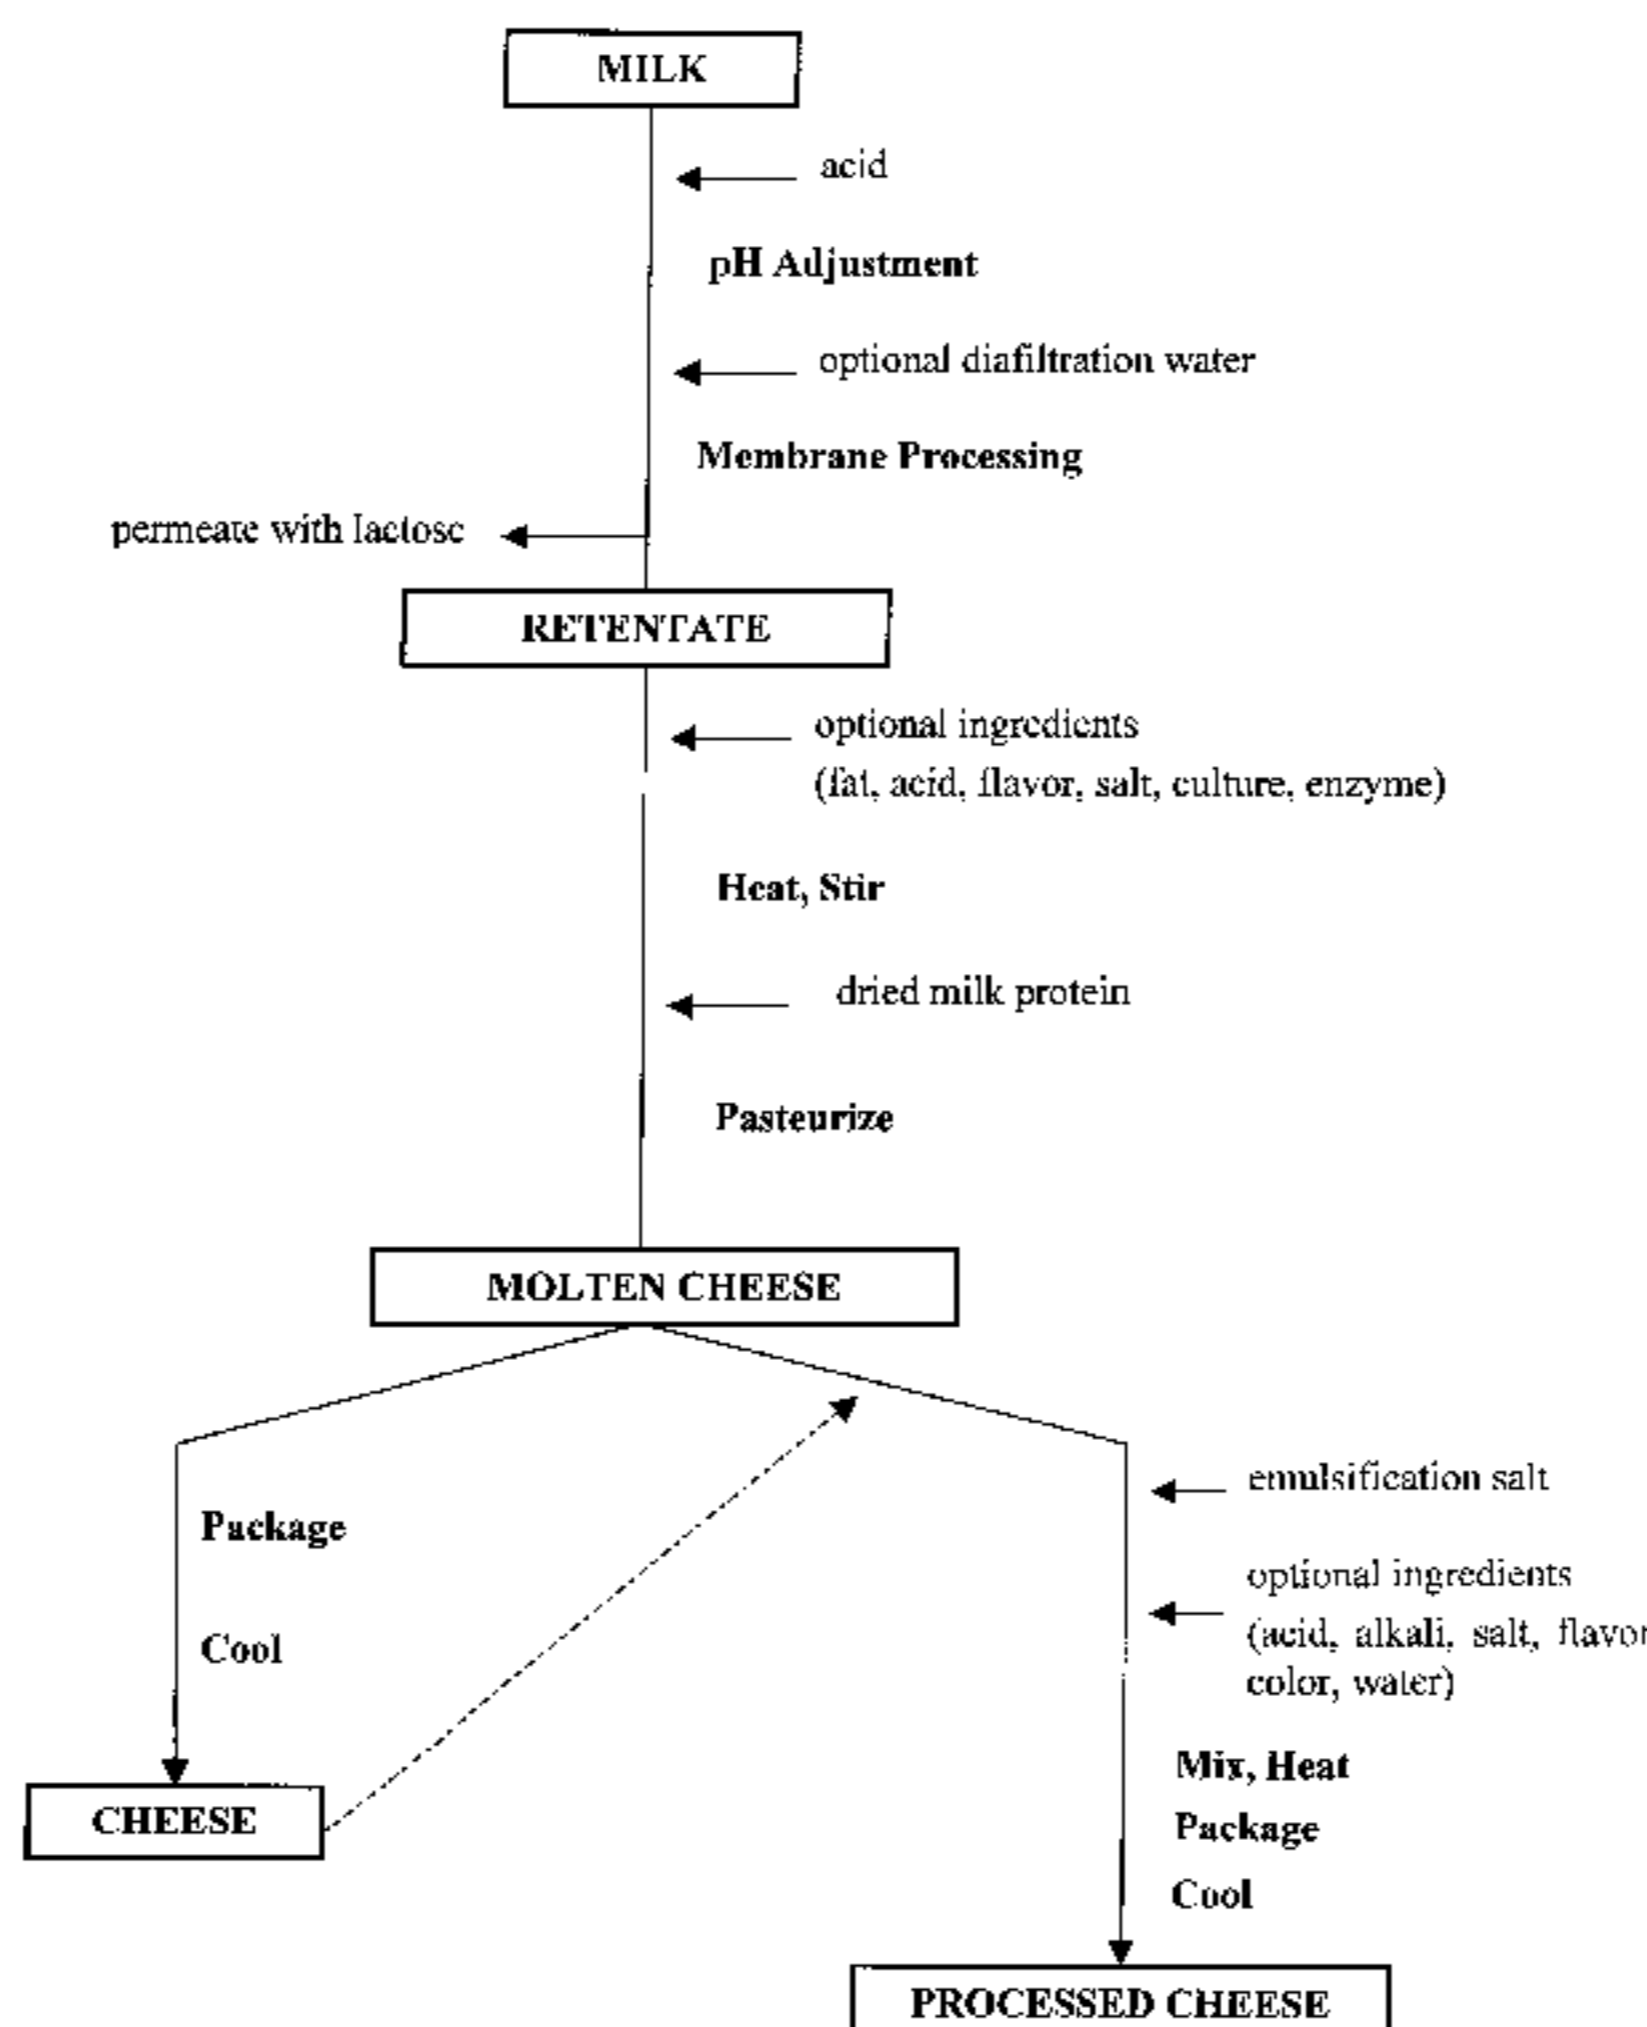 MILK
acid
pH Adjustment
optional diafiltration water
Membrane Processing
permeate with lactose
RETENTATE
optional ingredients
(fat, acid, flavor, salt, culture, enzyme)
Heat, Stir
dried milk protein
Pasteurize
MOLTEN CHEESE
emulsification salt
Package
optional ingredients
(acid, alkali, salt, flavor
Cool
color, water)
Mix, Heat
CHEESE
Package
Cool
PROCESSED CHEESE